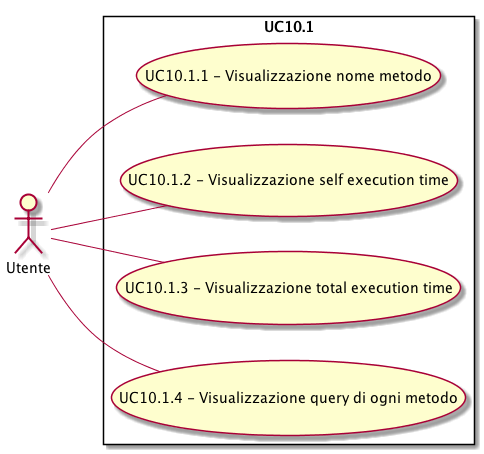 UC10.1
UC10.1.1 - Visualizzazione nome metodo
UC10.1.2 - Visualizzazione self execution time
Utente
UC10.1.3 - Visualizzazione total execution time
UC10.1.4 - Visualizzazione query di ogni metodo